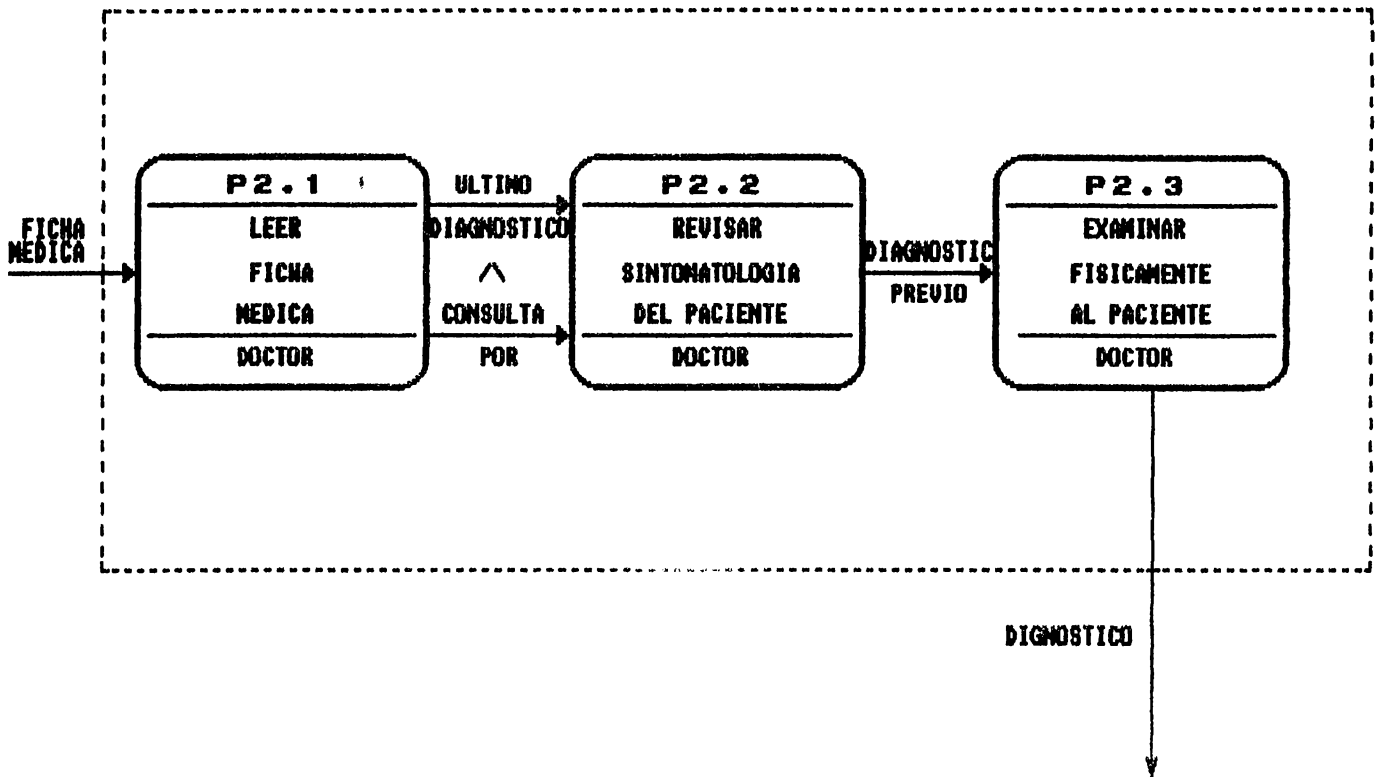 FICHA
MEDICA
P2.1
LEER
FICHA
MEDICA
DOCTOR
ULTIMO
DIAGNOSTICO
∧
CONSULTA
POR
P2.2
REVISAR
SINTOMATOLOGIA
DEL PACIENTE
DOCTOR
DIAGNOSTIC
PREVIO
P2.3
EXAMINAR
FISICAMENTE
AL PACIENTE
DOCTOR
DIGNOSTICO